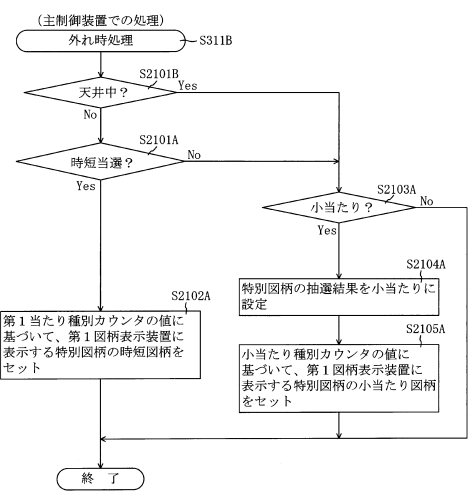 (主制御装置での処理)
外れ時処理
S311B
天井中?
S2101B
Yes
No
時短当選?
S2101A
No
Yes
小当たり?
S2103A
No
Yes
S2104A
特別図柄の抽選結果を小当たりに
設定
S2102A
第1当たり種別カウンタの値に
基づいて、第1図柄表示装置に
表示する特別図柄の時短図柄を
セット
S2105A
小当たり種別カウンタの値に
基づいて、第1図柄表示装置に
表示する特別図柄の小当たり図柄
をセット
終 了